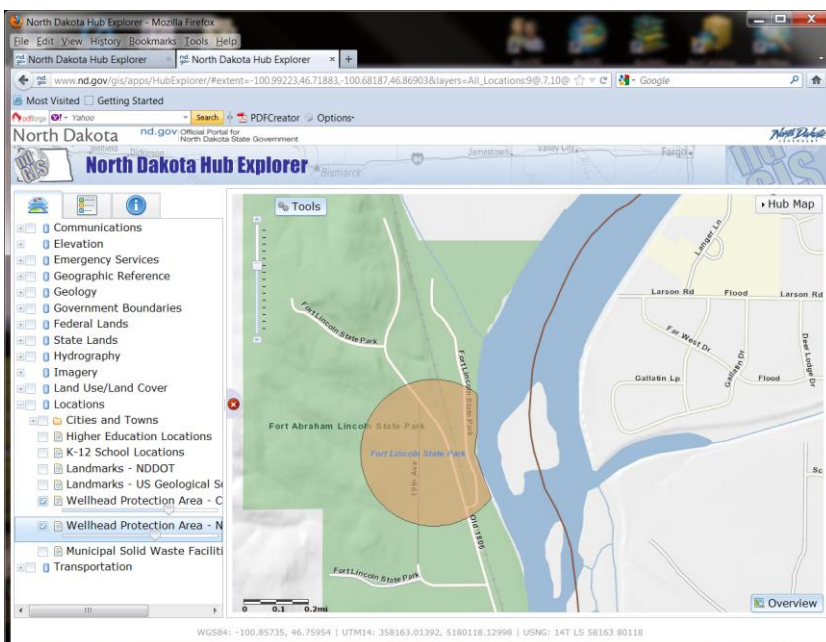 North Dakota Hub Explorer - Mozilla Firefox
File Edit View History Bookmarks Tools Help
North Dakota Hub Explorer × North Dakota Hub Explorer × +
www.nd.gov/gis/apps/HubExplorer/#extent=-100.99223,46.71883,-100.68187,46.86903&layers=All_Locations:9@,7,10@ Google
Most Visited Getting Started
pdfforge Y! - Yahoo Search PDFCreator Options
North Dakota nd.gov Official Portal for North Dakota State Government North Dakota
LEGENDARY
nd GIS North Dakota Hub Explorer Dickinson Bismarck 94 Jamestown Valley City Fargo
Tools
Hub Map
Communications
Elevation
Emergency Services
Geographic Reference
Geology
Government Boundaries
Federal Lands
State Lands
Hydrography
Imagery
Land Use/Land Cover
Locations
Cities and Towns
Higher Education Locations
K-12 School Locations
Landmarks - NDDOT
Landmarks - US Geological Su
Wellhead Protection Area - C
Wellhead Protection Area - N
Municipal Solid Waste Faciliti
Transportation
Langer Ln
Larson Rd Flood Larson Rd
Fort Lincoln State Park
Far West Dr
Gallatin Dr
Deer Lodge Dr
Gallatin Lp Flood
Fort Lincoln State Park
Fort Abraham Lincoln State Park
Fort Lincoln State Park
19th Ave
Old 1806
Sc
Fort Lincoln State Park
0 0.1 0.2mi
Overview
WGS84: -100.85735, 46.75954 | UTM14: 358163.01392, 5180118.12998 | USNG: 14T LS 58163 80118